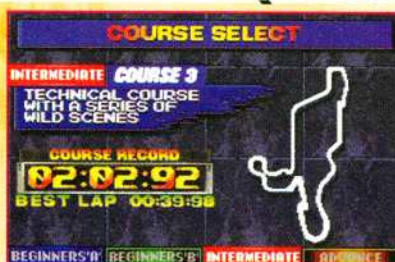 COURSE SELECT
INTERMEDIATE COURSE 3
TECHNICAL COURSE
WITH A SERIES OF
WILD SCENES
COURSE RECORD
02:02:92
BEST LAP 00:39:98
BEGINNERS'A' BEGINNERS'B' INTERMEDIATE ADVANCE